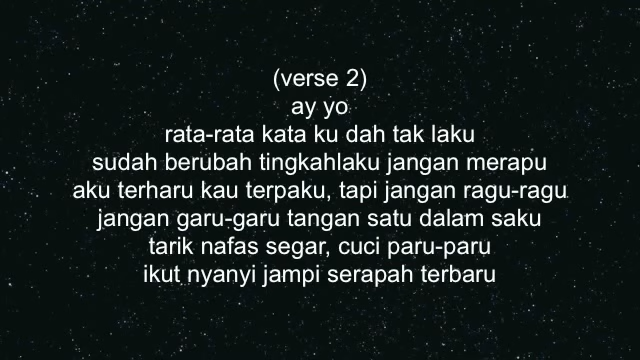 (verse 2)
ay yo
rata-rata kata ku dah tak laku
sudah berubah tingkahlaku jangan merapu
aku terharu kau terpaku, tapi jangan ragu-ragu
jangan garu-garu tangan satu dalam saku
tarik nafas segar, cuci paru-paru
ikut nyanyi jampi serapah terbaru